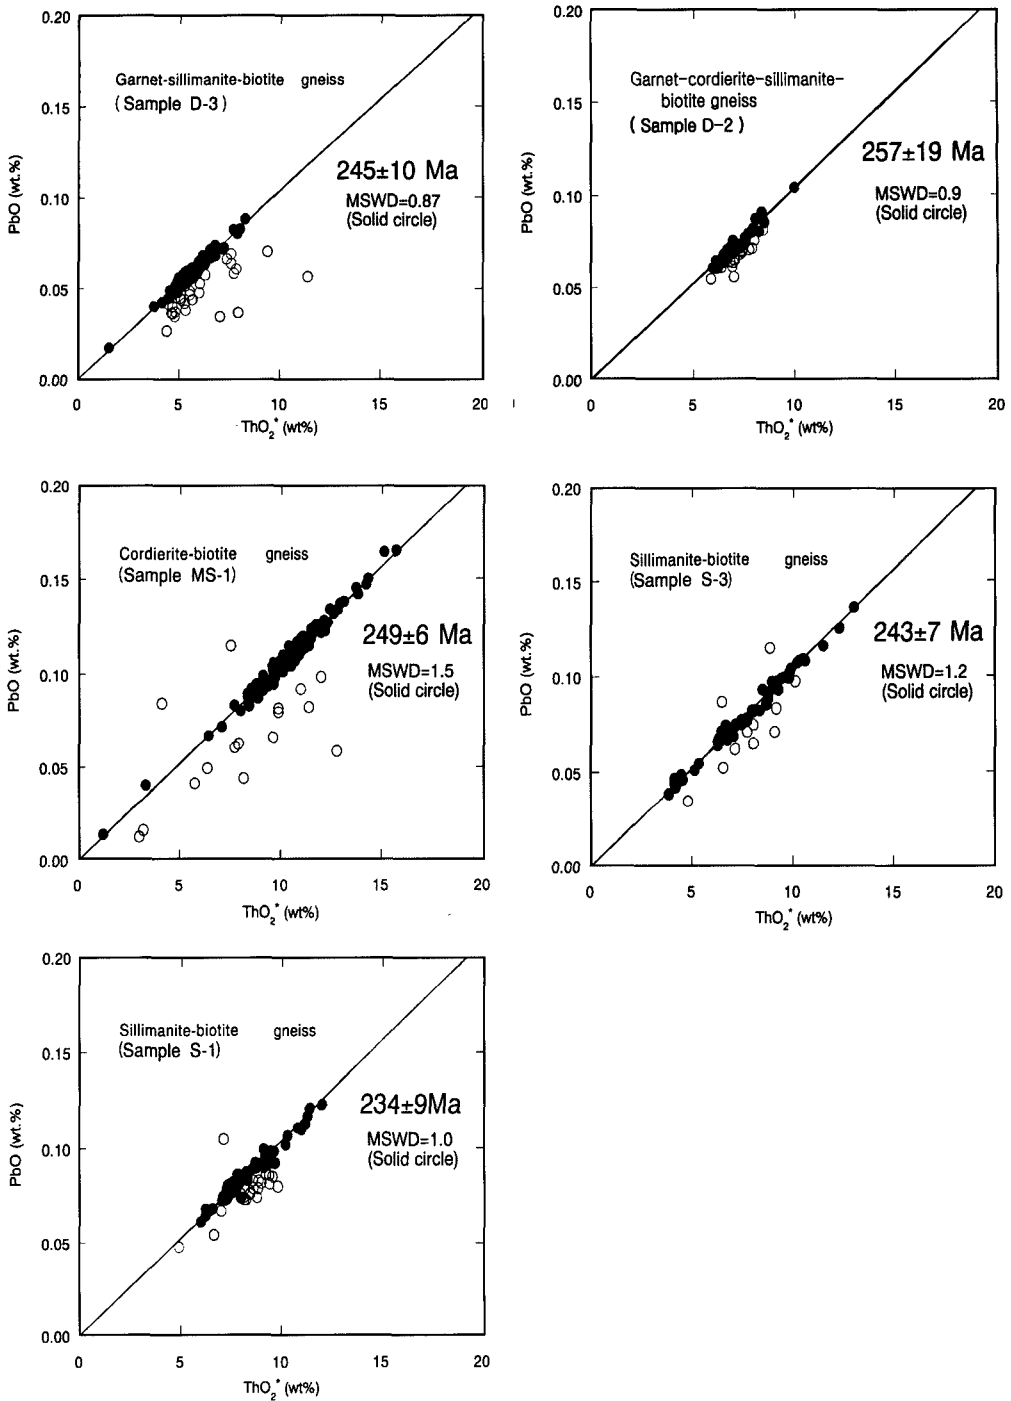 0.20
0.15
0.10
0.05
0.00
PbO (wt.%)
Garnet-sillimanite-biotite gneiss
( Sample D-3 )
245±10 Ma
MSWD=0.87
(Solid circle)
0 5 10 15 20
ThO2* (wt%)
0.20
0.15
0.10
0.05
0.00
PbO (wt.%)
Garnet-cordierite-sillimanite-
biotite gneiss
( Sample D-2 )
257±19 Ma
MSWD=0.9
(Solid circle)
0 5 10 15 20
ThO2* (wt%)
0.20
0.15
0.10
0.05
0.00
PbO (wt.%)
Cordierite-biotite gneiss
(Sample MS-1)
249±6 Ma
MSWD=1.5
(Solid circle)
0 5 10 15 20
ThO2* (wt%)
0.20
0.15
0.10
0.05
0.00
PbO (wt.%)
Sillimanite-biotite gneiss
(Sample S-3)
243±7 Ma
MSWD=1.2
(Solid circle)
0 5 10 15 20
ThO2* (wt%)
0.20
0.15
0.10
0.05
0.00
PbO (wt.%)
Sillimanite-biotite gneiss
(Sample S-1)
234±9Ma
MSWD=1.0
(Solid circle)
0 5 10 15 20
ThO2* (wt%)